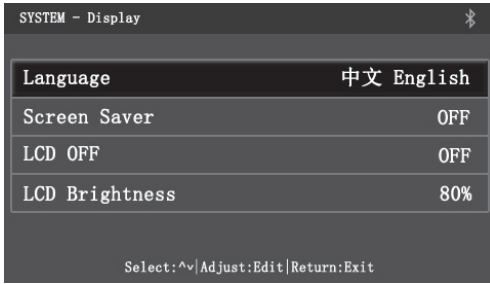 SYSTEM - Display
Language 中文 English
Screen Saver OFF
LCD OFF OFF
LCD Brightness 80%
Select:^v|Adjust:Edit|Return:Exit